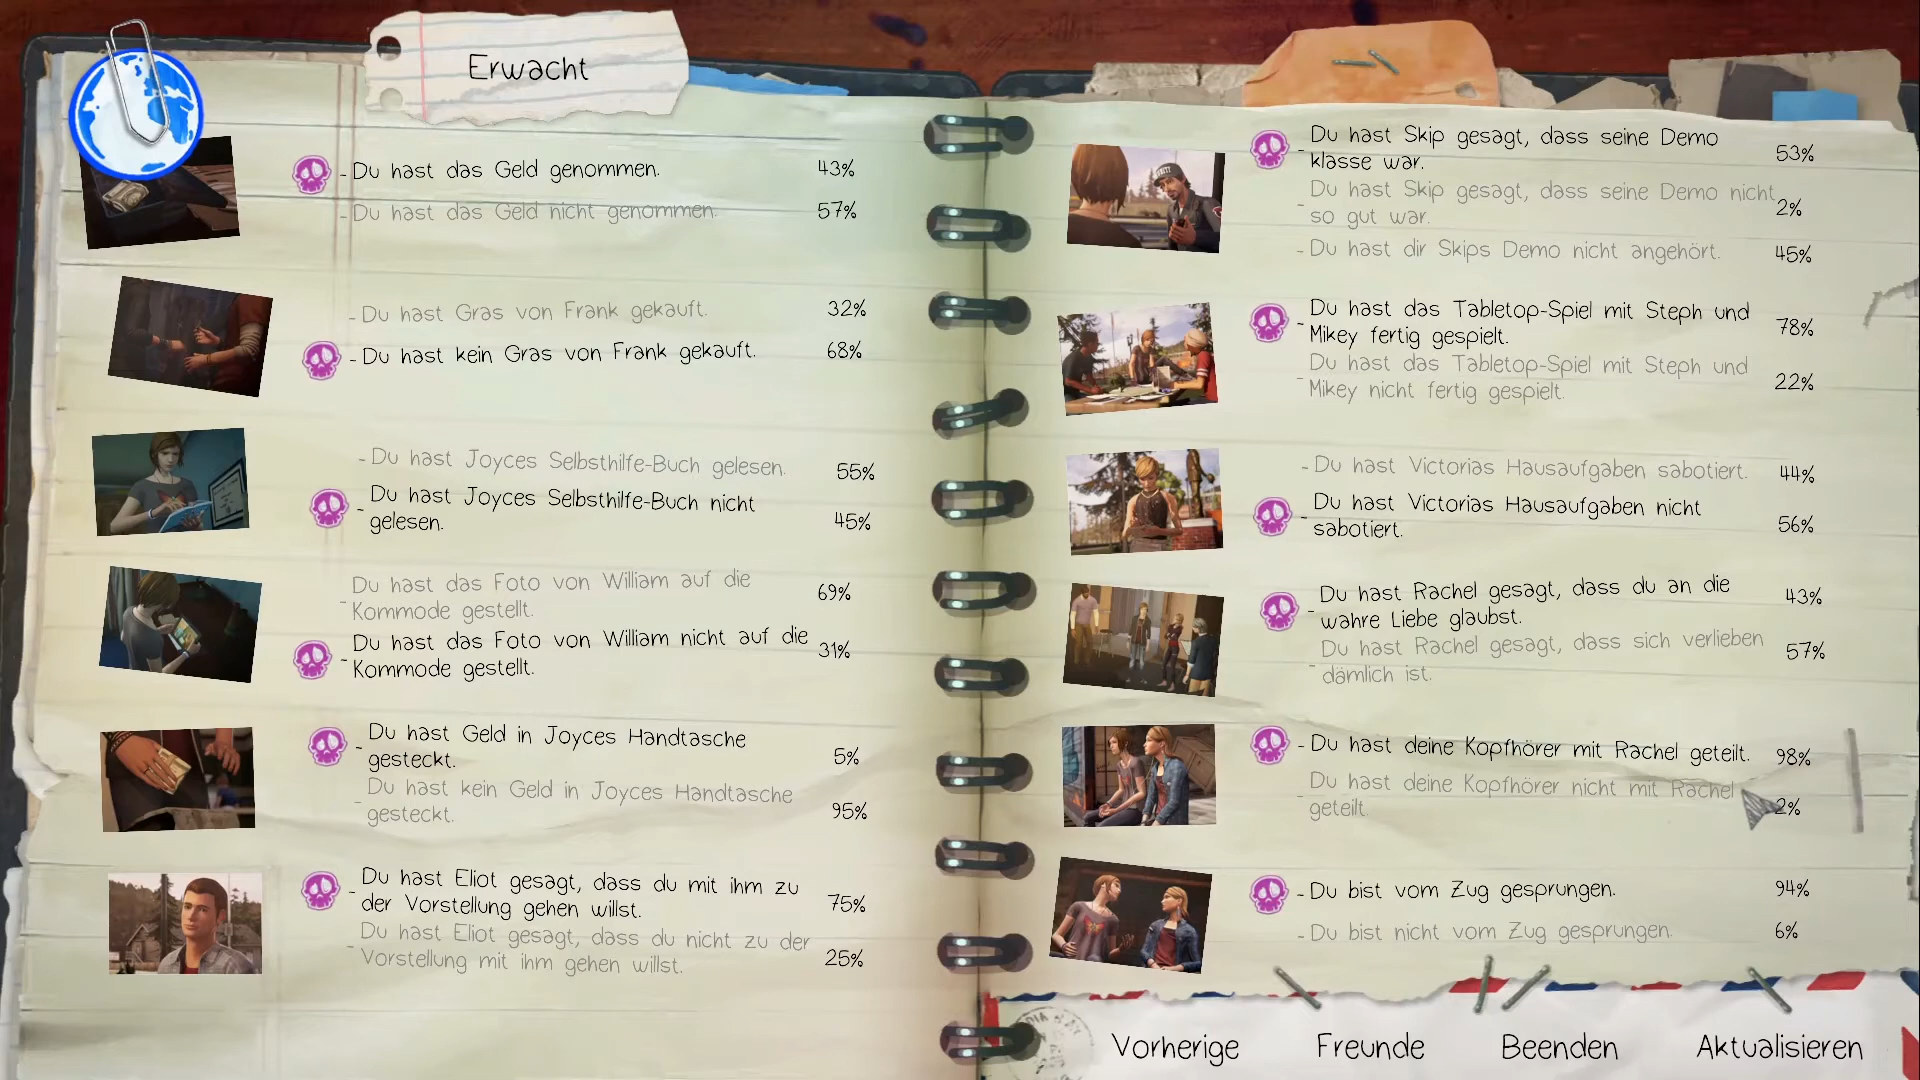 Erwacht
- Du hast das Geld genommen. 43%
- Du hast das Geld nicht genommen. 57%
- Du hast Gras von Frank gekauft. 32%
- Du hast kein Gras von Frank gekauft. 68%
- Du hast Joyces Selbsthilfe-Buch gelesen. 55%
- Du hast Joyces Selbsthilfe-Buch nicht
gelesen. 45%
- Du hast das Foto von William auf die
Kommode gestellt. 69%
- Du hast das Foto von William nicht auf die
Kommode gestellt. 31%
- Du hast Geld in Joyces Handtasche
gesteckt. 5%
- Du hast kein Geld in Joyces Handtasche
gesteckt. 95%
- Du hast Eliot gesagt, dass du mit ihm zu
der Vorstellung gehen willst. 75%
- Du hast Eliot gesagt, dass du nicht zu der
Vorstellung mit ihm gehen willst. 25%
- Du hast Skip gesagt, dass seine Demo
klasse war. 53%
- Du hast Skip gesagt, dass seine Demo nicht
so gut war. 2%
- Du hast dir Skips Demo nicht angehört. 45%
- Du hast das Tabletop-Spiel mit Steph und
Mikey fertig gespielt. 78%
- Du hast das Tabletop-Spiel mit Steph und
Mikey nicht fertig gespielt. 22%
- Du hast Victorias Hausaufgaben sabotiert. 44%
- Du hast Victorias Hausaufgaben nicht
sabotiert. 56%
- Du hast Rachel gesagt, dass du an die
wahre Liebe glaubst. 43%
- Du hast Rachel gesagt, dass sich verlieben
dämlich ist. 57%
- Du hast deine Kopfhörer mit Rachel geteilt. 98%
- Du hast deine Kopfhörer nicht mit Rachel
geteilt. 2%
- Du bist vom Zug gesprungen. 94%
- Du bist nicht vom Zug gesprungen. 6%
Vorherige Freunde Beenden Aktualisieren